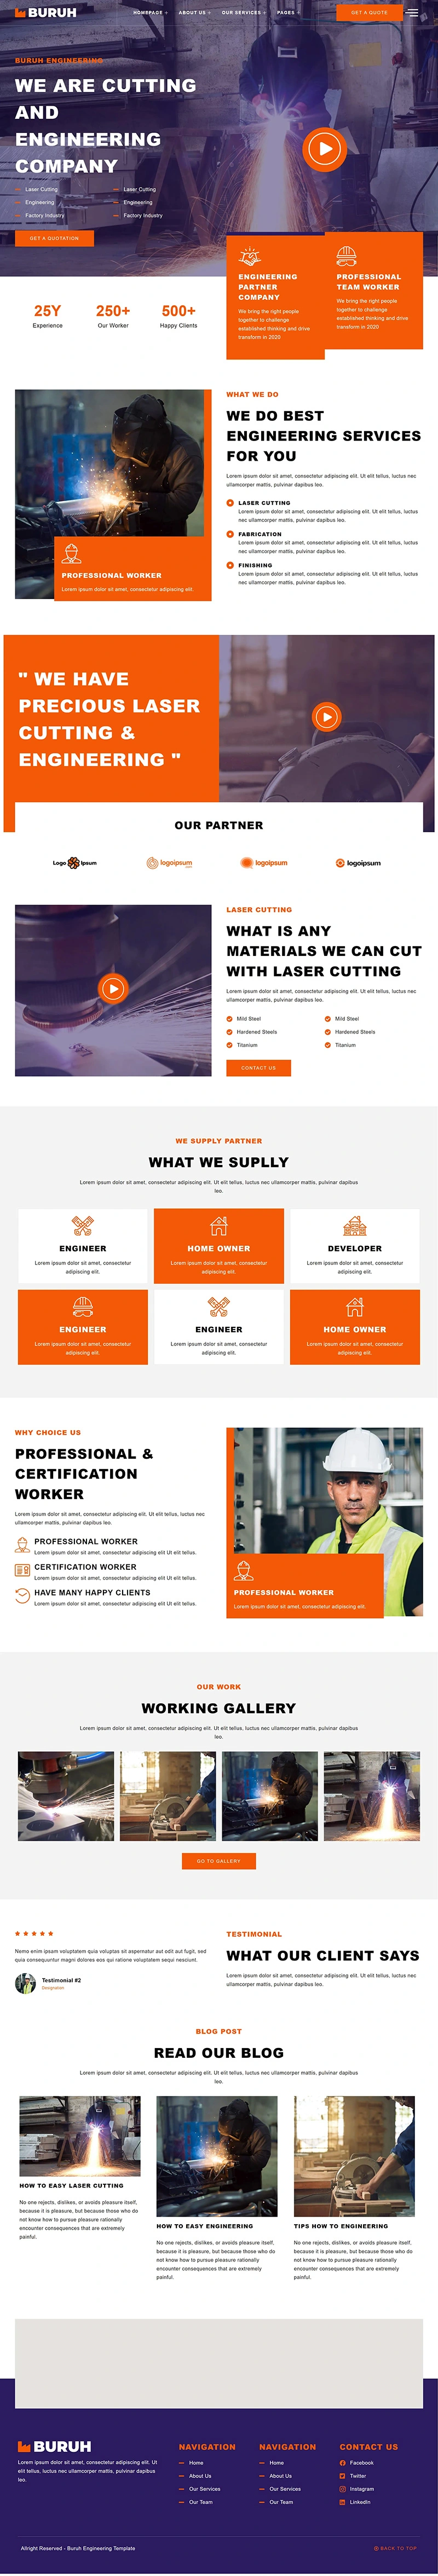 BURUH
HOMEPAGE +
ABOUT US +
OUR SERVICES +
PAGES +
GET A QUOTE
BURUH ENGINEERING
WE ARE CUTTING
AND
ENGINEERING
COMPANY
Laser Cutting
Laser Cutting
Engineering
Engineering
Factory Industry
Factory Industry
GET A QUOTATION
25Y
Experience
250+
Our Worker
500+
Happy Clients
ENGINEERING
PARTNER
COMPANY
We bring the right people
together to challenge
established thinking and drive
transform in 2020
PROFESSIONAL
TEAM WORKER
We bring the right people
together to challenge
established thinking and drive
transform in 2020
PROFESSIONAL WORKER
Lorem ipsum dolor sit amet, consectetur adipiscing elit.
WHAT WE DO
WE DO BEST
ENGINEERING SERVICES
FOR YOU
Lorem ipsum dolor sit amet, consectetur adipiscing elit. Ut elit tellus, luctus nec
ullamcorper mattis, pulvinar dapibus leo.
LASER CUTTING
Lorem ipsum dolor sit amet, consectetur adipiscing elit. Ut elit tellus, luctus
nec ullamcorper mattis, pulvinar dapibus leo.
FABRICATION
Lorem ipsum dolor sit amet, consectetur adipiscing elit. Ut elit tellus, luctus
nec ullamcorper mattis, pulvinar dapibus leo.
FINISHING
Lorem ipsum dolor sit amet, consectetur adipiscing elit. Ut elit tellus, luctus
nec ullamcorper mattis, pulvinar dapibus leo.
" WE HAVE
PRECIOUS LASER
CUTTING &
ENGINEERING "
OUR PARTNER
Logo Ipsum
logoipsum
logoipsum
logoipsum
LASER CUTTING
WHAT IS ANY
MATERIALS WE CAN CUT
WITH LASER CUTTING
Lorem ipsum dolor sit amet, consectetur adipiscing elit. Ut elit tellus, luctus nec
ullamcorper mattis, pulvinar dapibus leo.
Mild Steel
Mild Steel
Hardened Steels
Hardened Steels
Titanium
Titanium
CONTACT US
WE SUPPLY PARTNER
WHAT WE SUPLLY
Lorem ipsum dolor sit amet, consectetur adipiscing elit. Ut elit tellus, luctus nec ullamcorper mattis, pulvinar dapibus
leo.
ENGINEER
Lorem ipsum dolor sit amet, consectetur
adipiscing elit.
HOME OWNER
Lorem ipsum dolor sit amet, consectetur
adipiscing elit.
DEVELOPER
Lorem ipsum dolor sit amet, consectetur
adipiscing elit.
ENGINEER
Lorem ipsum dolor sit amet, consectetur
adipiscing elit.
ENGINEER
Lorem ipsum dolor sit amet, consectetur
adipiscing elit.
HOME OWNER
Lorem ipsum dolor sit amet, consectetur
adipiscing elit.
WHY CHOICE US
PROFESSIONAL &
CERTIFICATION
WORKER
Lorem ipsum dolor sit amet, consectetur adipiscing elit. Ut elit tellus, luctus nec
ullamcorper mattis, pulvinar dapibus leo.
PROFESSIONAL WORKER
Lorem ipsum dolor sit amet, consectetur adipiscing elit Ut elit tellus.
CERTIFICATION WORKER
Lorem ipsum dolor sit amet, consectetur adipiscing elit Ut elit tellus.
HAVE MANY HAPPY CLIENTS
Lorem ipsum dolor sit amet, consectetur adipiscing elit Ut elit tellus.
PROFESSIONAL WORKER
Lorem ipsum dolor sit amet, consectetur adipiscing elit.
OUR WORK
WORKING GALLERY
Lorem ipsum dolor sit amet, consectetur adipiscing elit. Ut elit tellus, luctus nec ullamcorper mattis, pulvinar dapibus
leo.
GO TO GALLERY
Nemo enim ipsam voluptatem quia voluptas sit aspernatur aut odit aut fugit, sed
quia consequuntur magni dolores eos qui ratione voluptatem sequi nesciunt.
Testimonial #2
Designation
TESTIMONIAL
WHAT OUR CLIENT SAYS
Lorem ipsum dolor sit amet, consectetur adipiscing elit. Ut elit tellus, luctus nec
ullamcorper mattis, pulvinar dapibus leo.
BLOG POST
READ OUR BLOG
Lorem ipsum dolor sit amet, consectetur adipiscing elit. Ut elit tellus, luctus nec ullamcorper mattis, pulvinar dapibus
leo.
HOW TO EASY LASER CUTTING
No one rejects, dislikes, or avoids pleasure itself,
because it is pleasure, but because those who do
not know how to pursue pleasure rationally
encounter consequences that are extremely
painful.
HOW TO EASY ENGINEERING
No one rejects, dislikes, or avoids pleasure itself,
because it is pleasure, but because those who do
not know how to pursue pleasure rationally
encounter consequences that are extremely
painful.
TIPS HOW TO ENGINEERING
No one rejects, dislikes, or avoids pleasure itself,
because it is pleasure, but because those who do
not know how to pursue pleasure rationally
encounter consequences that are extremely
painful.
BURUH
Lorem ipsum dolor sit amet, consectetur adipiscing elit. Ut
elit tellus, luctus nec ullamcorper mattis, pulvinar dapibus
leo.
NAVIGATION
Home
About Us
Our Services
Our Team
NAVIGATION
Home
About Us
Our Services
Our Team
CONTACT US
Facebook
Twitter
Instagram
LinkedIn
Allright Reserved - Buruh Engineering Template
BACK TO TOP